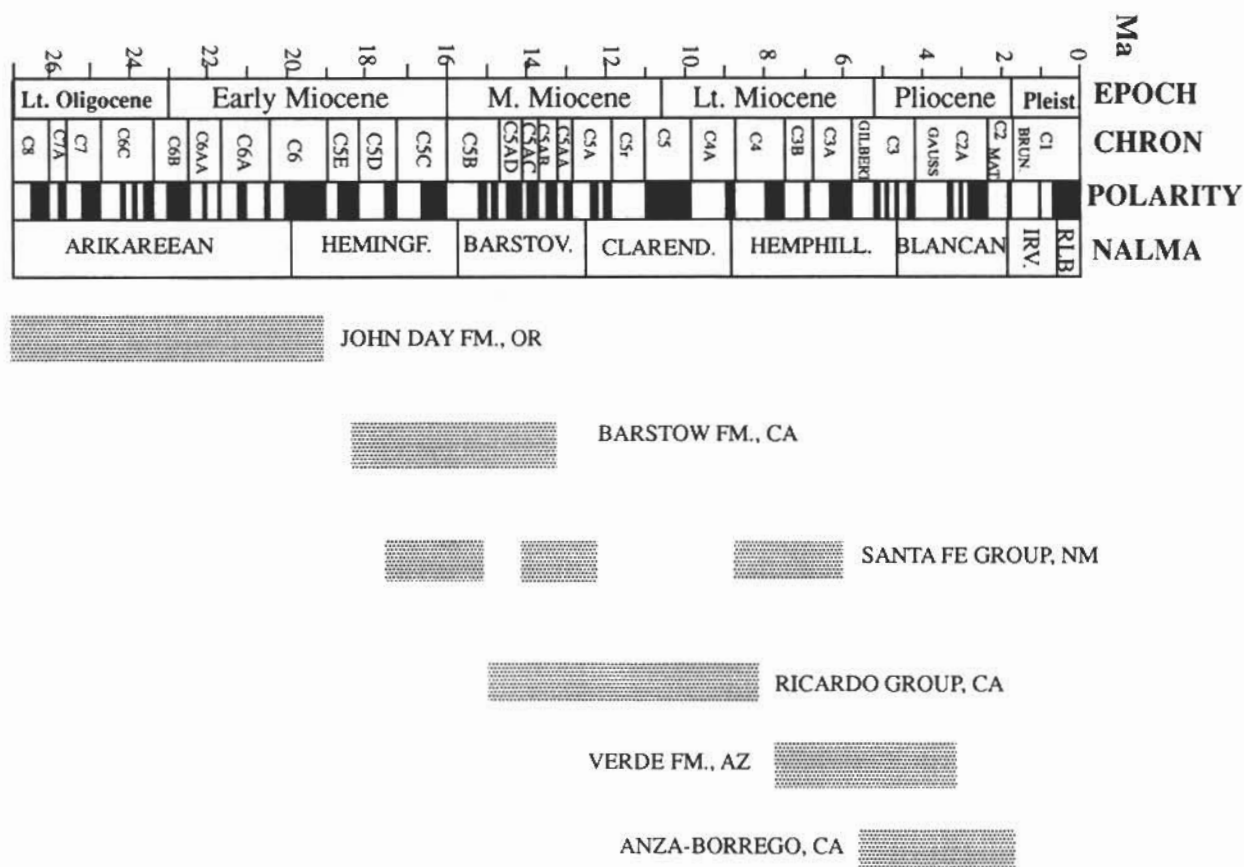 Ma
26 24 22 20 18 16 14 12 10 8 6 4 2 0
Lt. Oligocene Early Miocene M. Miocene Lt. Miocene Pliocene Pleist. EPOCH
C8 C7A C7 C6C C6B C6AA C6A C6 C5E C5D C5C C5B C5AD C5AC C5AB C5AA C5A C5r C5 C4A C4 C3B C3A GILBERT C3 GAUSS C2A C2 MAT BRUN. C1 CHRON
POLARITY
ARIKAREEAN HEMINGF. BARSTOV. CLAREND. HEMPHILL. BLANCAN IRV. RLB NALMA
JOHN DAY FM., OR
BARSTOW FM., CA
SANTA FE GROUP, NM
RICARDO GROUP, CA
VERDE FM., AZ
ANZA-BORREGO, CA